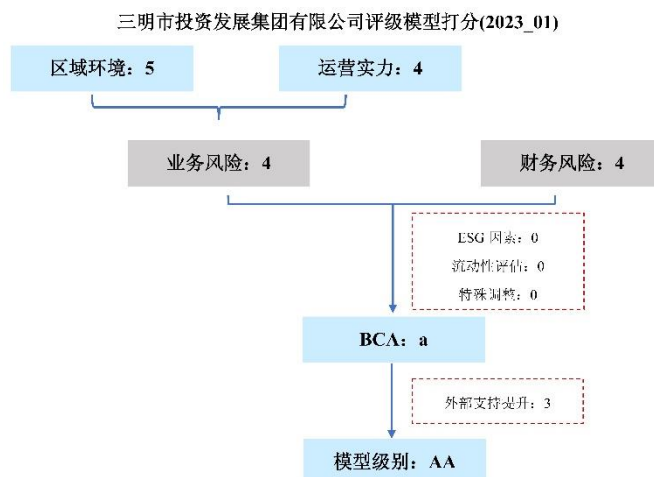 三明市投资发展集团有限公司评级模型打分(2023_01)
区域环境：5
运营实力：4
业务风险：4
财务风险：4
ESG 因素：0
流动性评估：0
特殊调整：0
BCA：a
外部支持提升：3
模型级别：AA